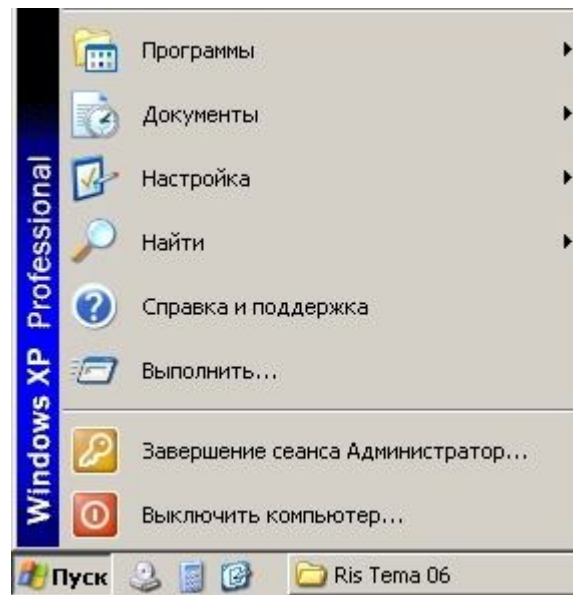 Программы
Документы
Настройка
Найти
Справка и поддержка
Выполнить...
Завершение сеанса Администратор...
Выключить компьютер...
Windows XP Professional
Пуск
Ris Tema 06